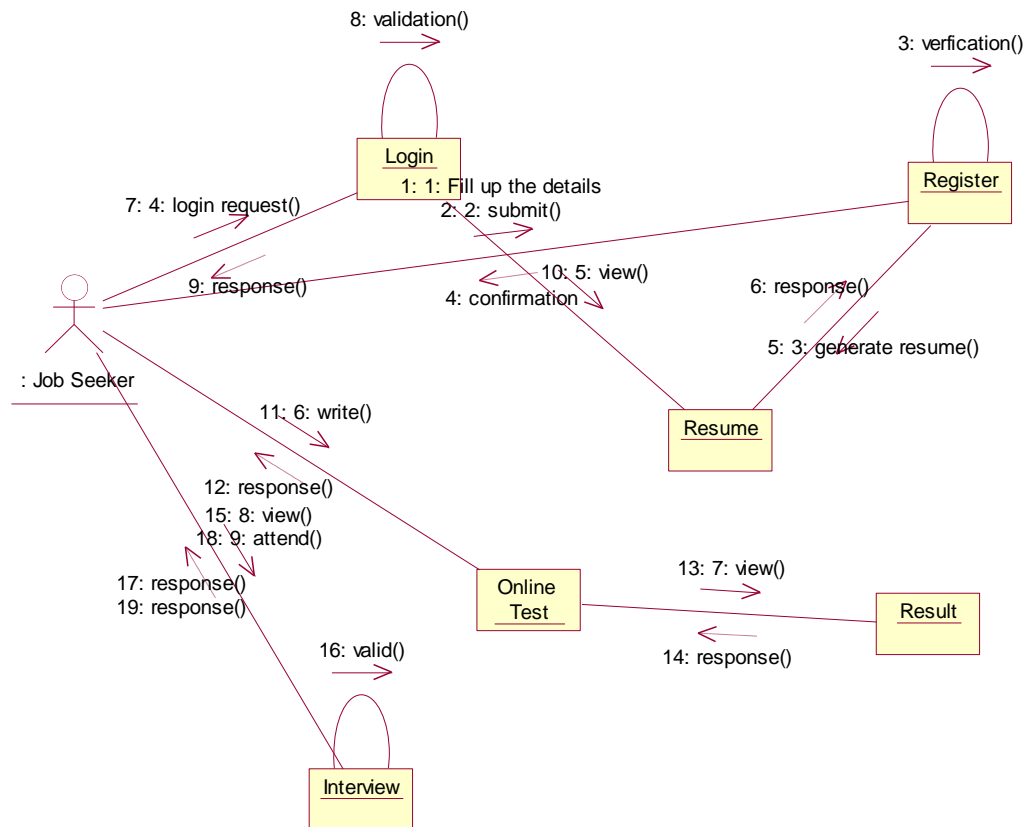 8: validation()
3: verfication()
Login
1: 1: Fill up the details
Register
7: 4: login request()
2: 2: submit()
10: 5: view()
9: response()
4: confirmation
6: response()
5: 3: generate resume()
: Job Seeker
11: 6: write()
Resume
12: response()
15: 8: view()
18: 9: attend()
17: response()
19: response()
Online
Test
13: 7: view()
Result
14: response()
16: valid()
Interview